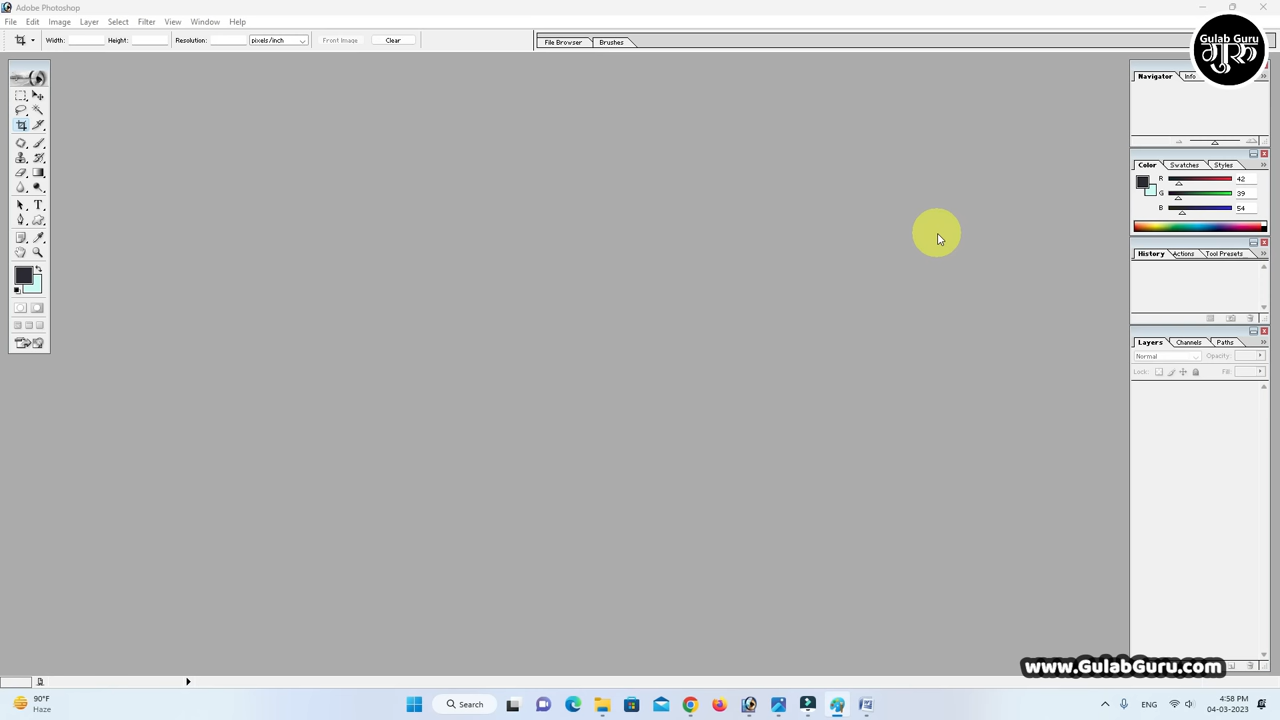 Adobe Photoshop
File Edit Image Layer Select Filter View Window Help
Width: Height: Resolution: pixels/inch Front Image Clear File Browser Brushes
Gulab Guru
गुरु
Navigator Info
Color Swatches Styles
R 42
G 39
B 54
History Actions Tool Presets
Layers Channels Paths
Normal Opacity:
Lock: Fill:
www.GulabGuru.com
90°F
Haze
Search
ENG
4:58 PM
04-03-2023